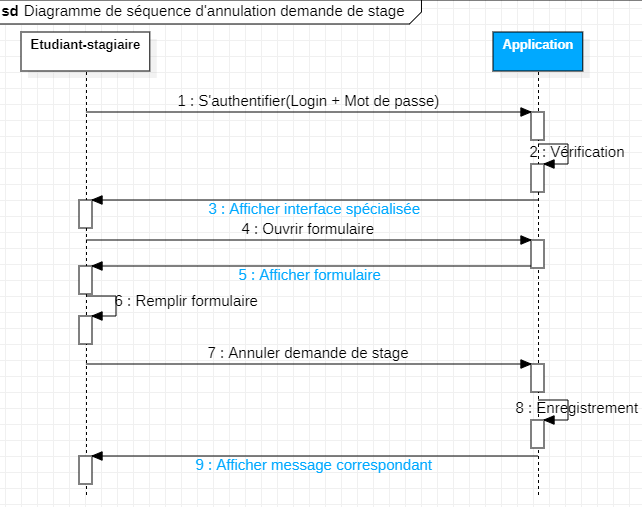 sd Diagramme de séquence d'annulation demande de stage
Etudiant-stagiaire
Application
1 : S'authentifier(Login + Mot de passe)
2 : Vérification
3 : Afficher interface spécialisée
4 : Ouvrir formulaire
5 : Afficher formulaire
6 : Remplir formulaire
7 : Annuler demande de stage
8 : Enregistrement
9 : Afficher message correspondant